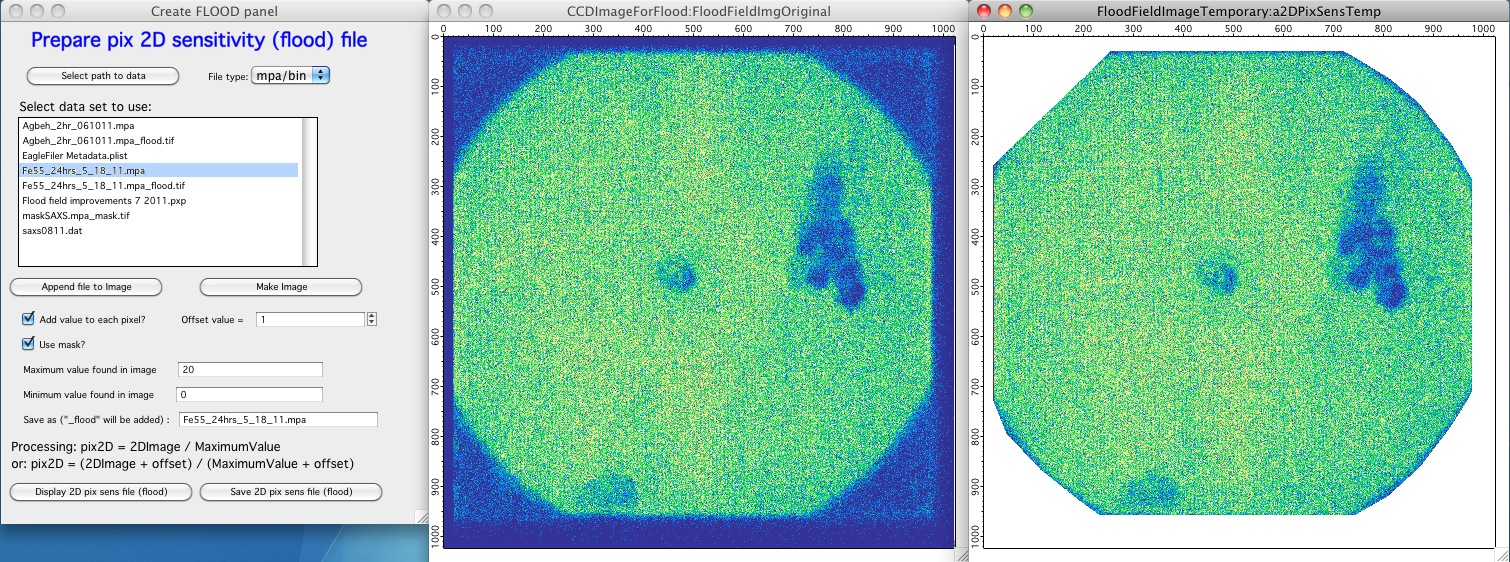 Create FLOOD panel
Prepare pix 2D sensitivity (flood) file
Select path to data
File type: mpa/bin
Select data set to use:
Agbeh_2hr_061011.mpa
Agbeh_2hr_061011.mpa_flood.tif
EagleFiler Metadata.plist
Fe55_24hrs_5_18_11.mpa
Fe55_24hrs_5_18_11.mpa_flood.tif
Flood field improvements 7 2011.pxp
maskSAXS.mpa_mask.tif
saxs0811.dat
Append file to Image
Make Image
Add value to each pixel?
Offset value = 1
Use mask?
Maximum value found in image 20
Minimum value found in image 0
Save as ("_flood" will be added) : Fe55_24hrs_5_18_11.mpa
Processing: pix2D = 2DImage / MaximumValue
or: pix2D = (2DImage + offset) / (MaximumValue + offset)
Display 2D pix sens file (flood)
Save 2D pix sens file (flood)
CCDImageForFlood:FloodFieldImgOriginal
0 100 200 300 400 500 600 700 800 900 1000
0
100
200
300
400
500
600
700
800
900
1000
FloodFieldImageTemporary:a2DPixSensTemp
0 100 200 300 400 500 600 700 800 900 1000
0
100
200
300
400
500
600
700
800
900
1000